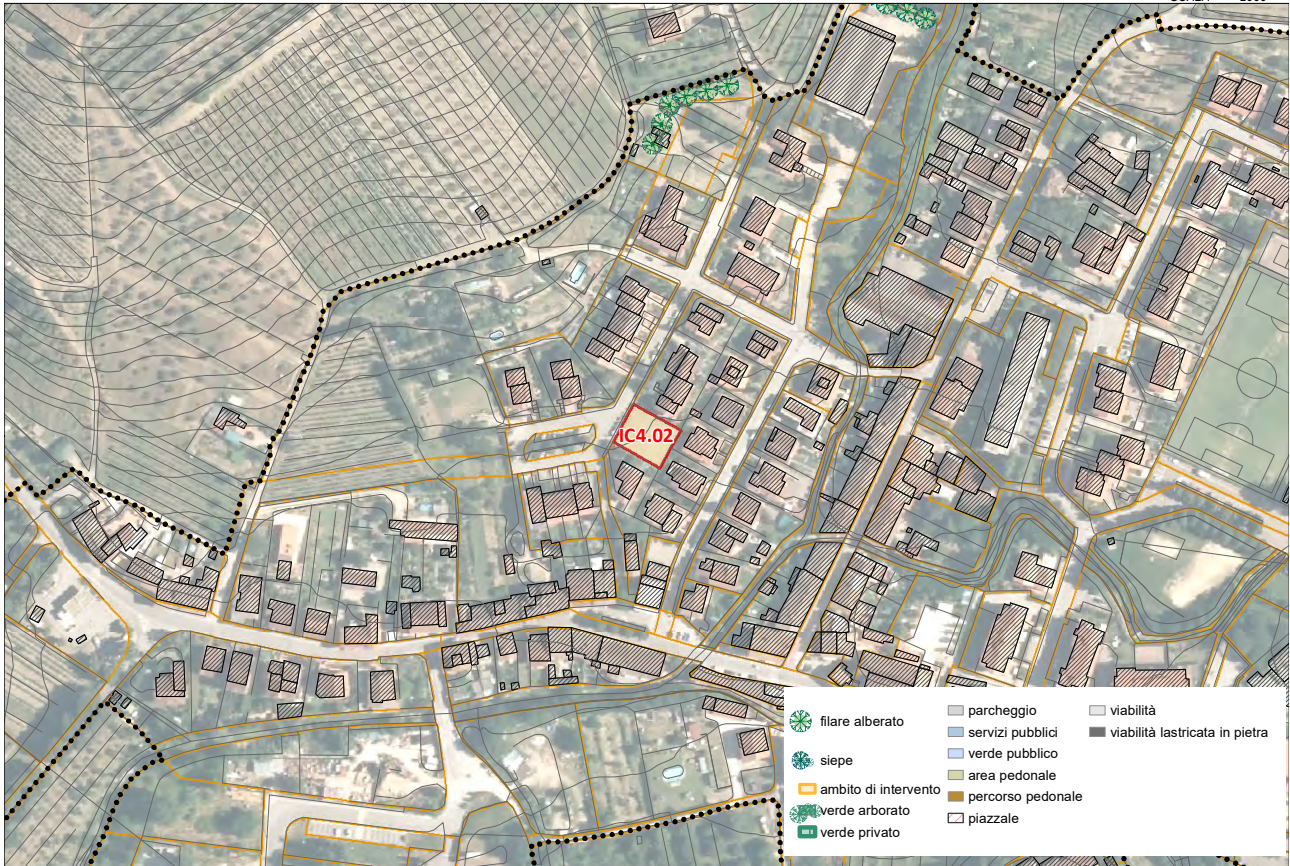 IC4.02
filare alberato
siepe
ambito di intervento
verde arborato
verde privato
parcheggio
servizi pubblici
verde pubblico
area pedonale
percorso pedonale
piazzale
viabilità
viabilità lastricata in pietra